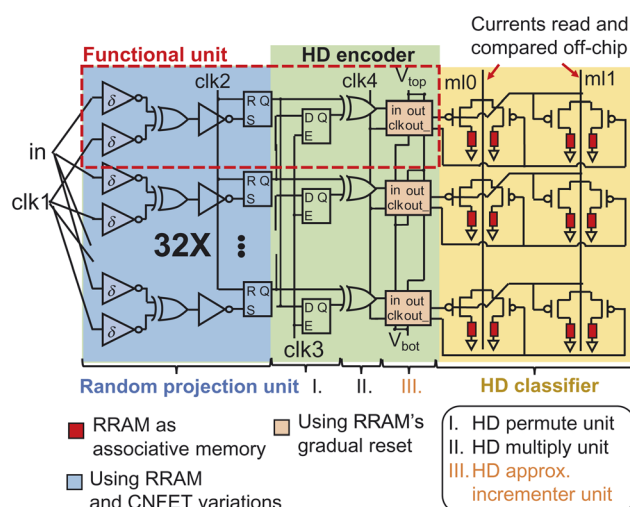 Currents read and
compared off-chip
Functional unit
HD encoder
clk2
clk4
V_top
ml0
ml1
δ
R Q
S
D Q
E
in out
clkout_
δ
in
δ
clk1
R Q
S
D Q
E
in out
clkout_
δ
32X
δ
R Q
S
D Q
E
in out
clkout_
δ
clk3
V_bot
Random projection unit
I.
II.
III.
HD classifier
RRAM as
associative memory
Using RRAM's
gradual reset
Using RRAM
and CNFET variations
I. HD permute unit
II. HD multiply unit
III. HD approx.
incrementer unit